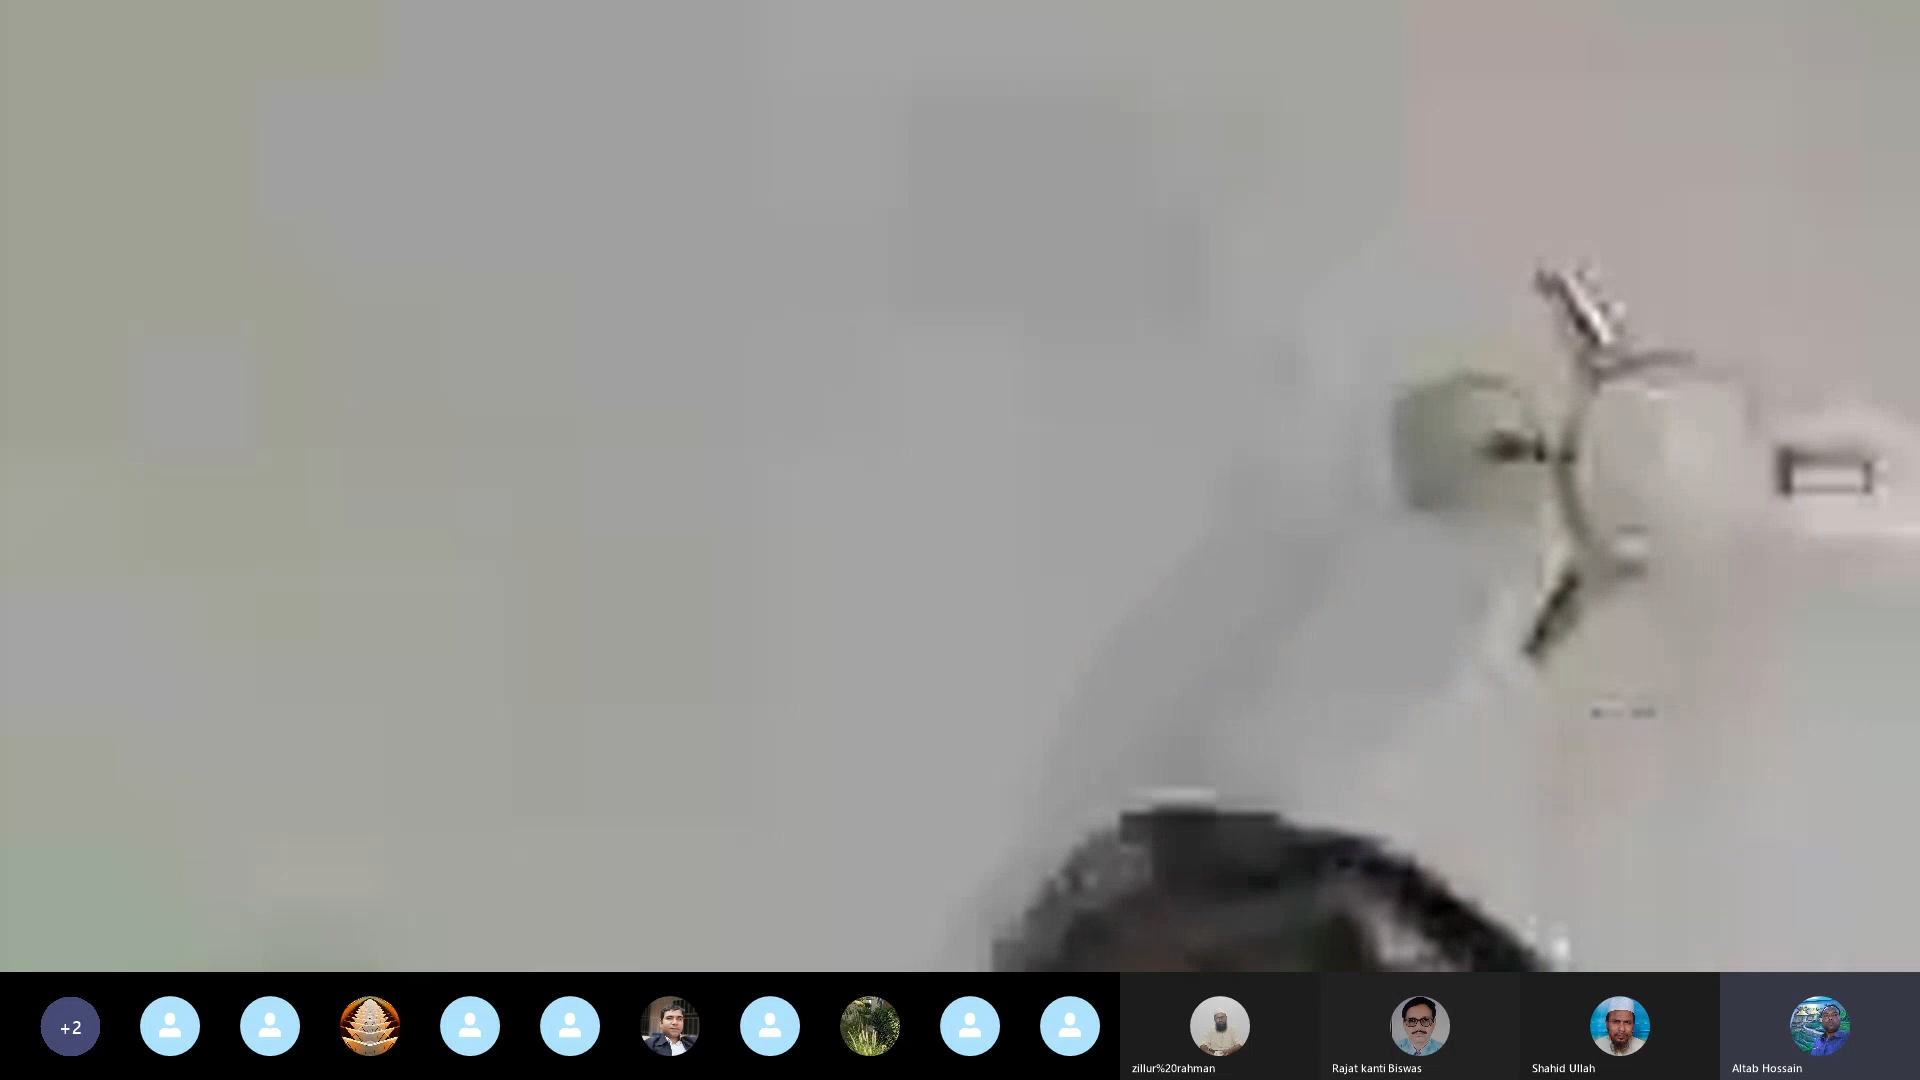 +2
zillur%20rahman
Rajat kanti Biswas
Shahid Ullah
Altab Hossain